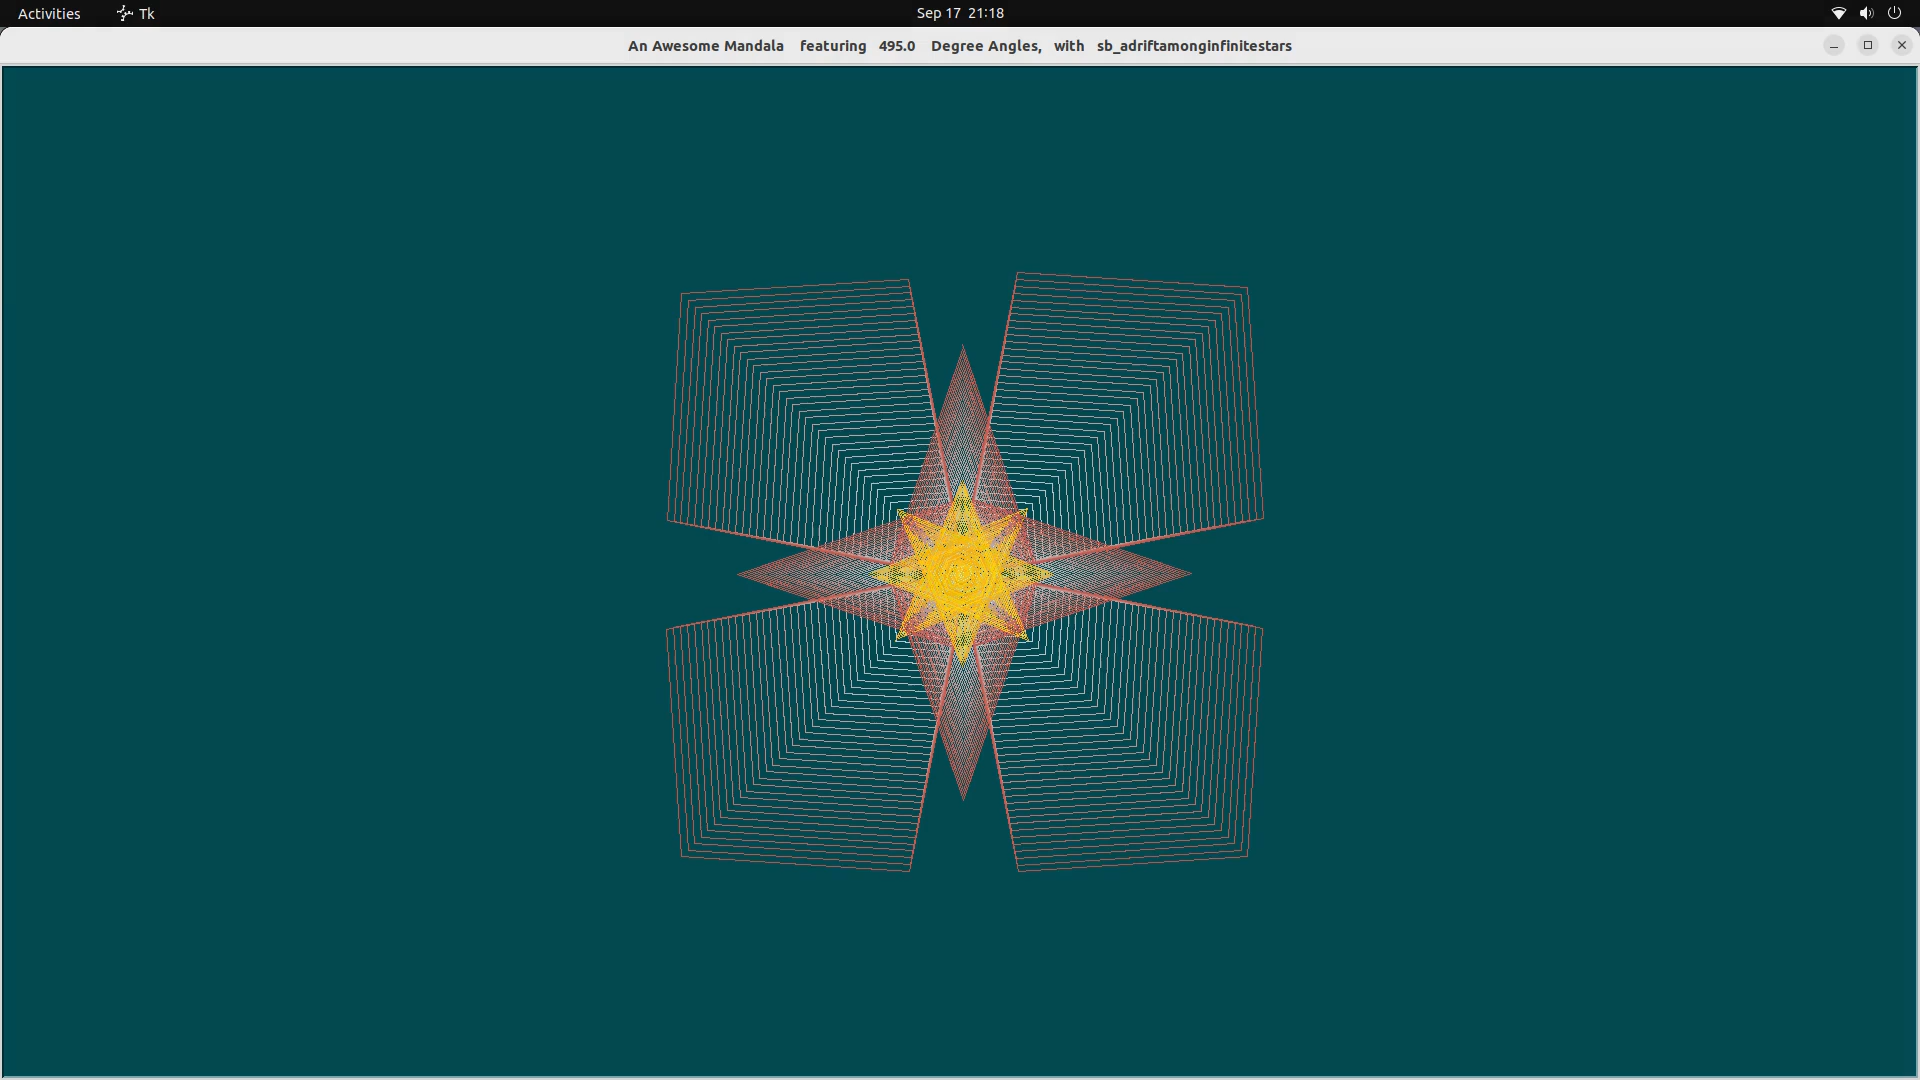 Activities Tk Sep 17 21:18
An Awesome Mandala featuring 495.0 Degree Angles, with sb_adriftamonginfinitestars